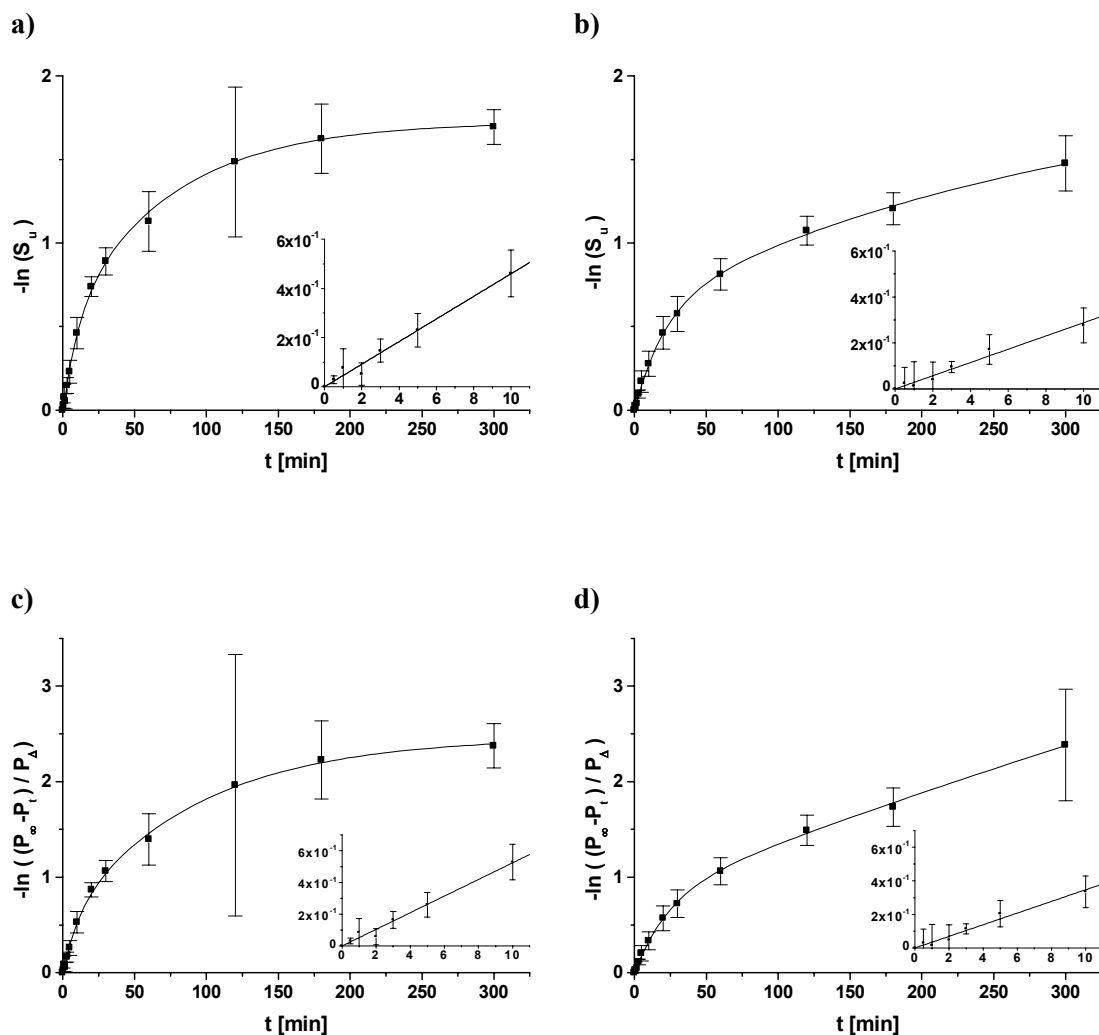 a)
2
1
0
-ln (S_u)
0 50 100 150 200 250 300
t [min]
6x10⁻¹
4x10⁻¹
2x10⁻¹
0
0 2 4 6 8 10
b)
2
1
0
-ln (S_u)
0 50 100 150 200 250 300
t [min]
6x10⁻¹
4x10⁻¹
2x10⁻¹
0
0 2 4 6 8 10
c)
3
2
1
0
-ln ( (P_∞ -P_t ) / P_Δ )
0 50 100 150 200 250 300
t [min]
6x10⁻¹
4x10⁻¹
2x10⁻¹
0
0 2 4 6 8 10
d)
3
2
1
0
-ln ( (P_∞ -P_t ) / P_Δ )
0 50 100 150 200 250 300
t [min]
6x10⁻¹
4x10⁻¹
2x10⁻¹
0
0 2 4 6 8 10